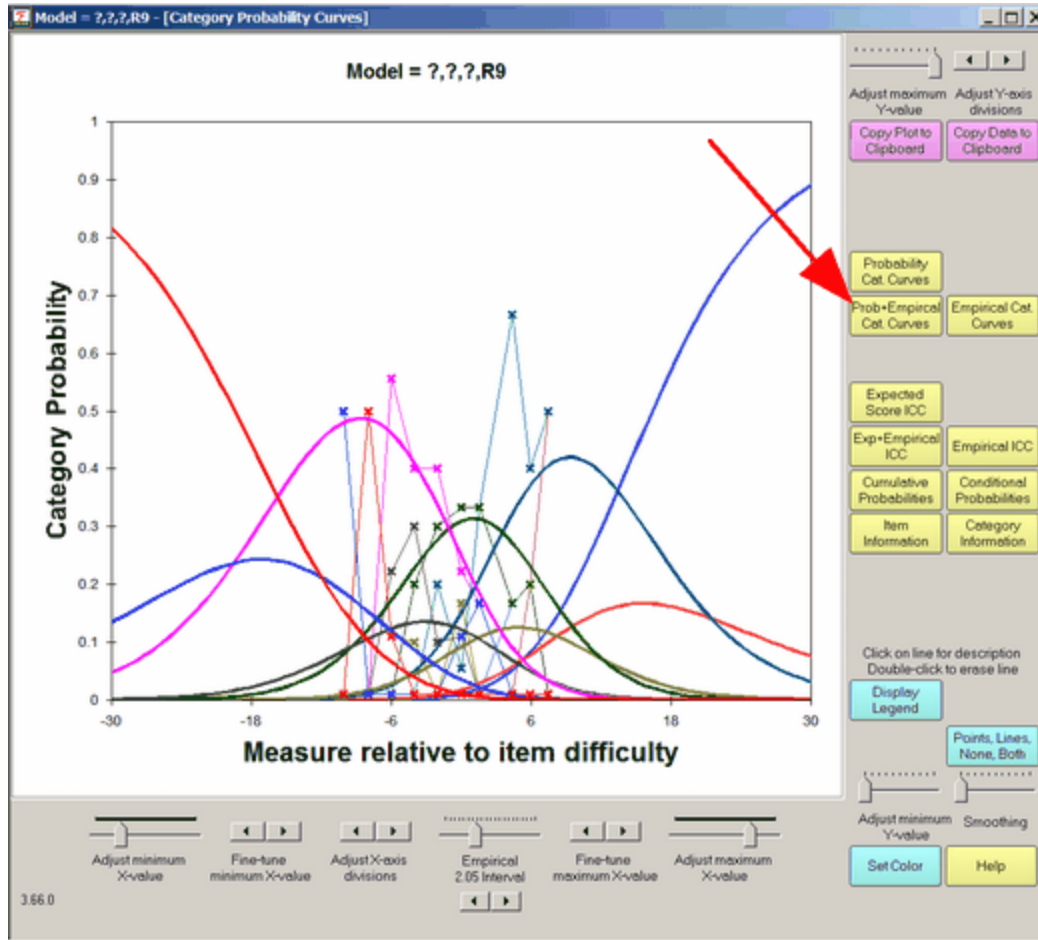 Model = ?,?,?,R9 - [Category Probability Curves]
Model = ?,?,?,R9
Adjust maximum
Y-value
Adjust Y-axis
divisions
Copy Plot to
Clipboard
Copy Data to
Clipboard
1
0.9
0.8
0.7
0.6
0.5
0.4
0.3
0.2
0.1
0
Category Probability
-30
-18
-6
6
18
30
Measure relative to item difficulty
Probability
Cat. Curves
Prob+Empircal
Cat. Curves
Empirical Cat.
Curves
Expected
Score ICC
Exp+Empirical
ICC
Empirical ICC
Cumulative
Probabilities
Conditional
Probabilities
Item
Information
Category
Information
Click on line for description
Double-click to erase line
Display
Legend
Points, Lines,
None, Both
Adjust minimum
Y-value
Smoothing
Set Color
Help
Adjust minimum
X-value
Fine-tune
minimum X-value
Adjust X-axis
divisions
Empirical
2.05 Interval
Fine-tune
maximum X-value
Adjust maximum
X-value
3.66.0